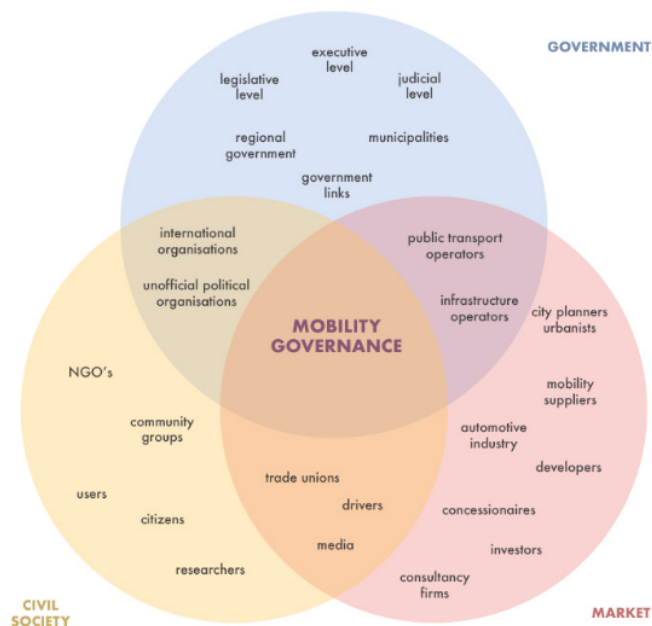 executive
level
GOVERNMENT
legislative
level
judicial
level
regional
government
municipalities
government
links
international
organisations
public transport
operators
unofficial political
organisations
infrastructure
operators
city planners
urbanists
MOBILITY
GOVERNANCE
NGO's
mobility
suppliers
community
groups
automotive
industry
developers
trade unions
users
drivers
concessionaires
citizens
media
investors
researchers
consultancy
firms
CIVIL
SOCIETY
MARKET